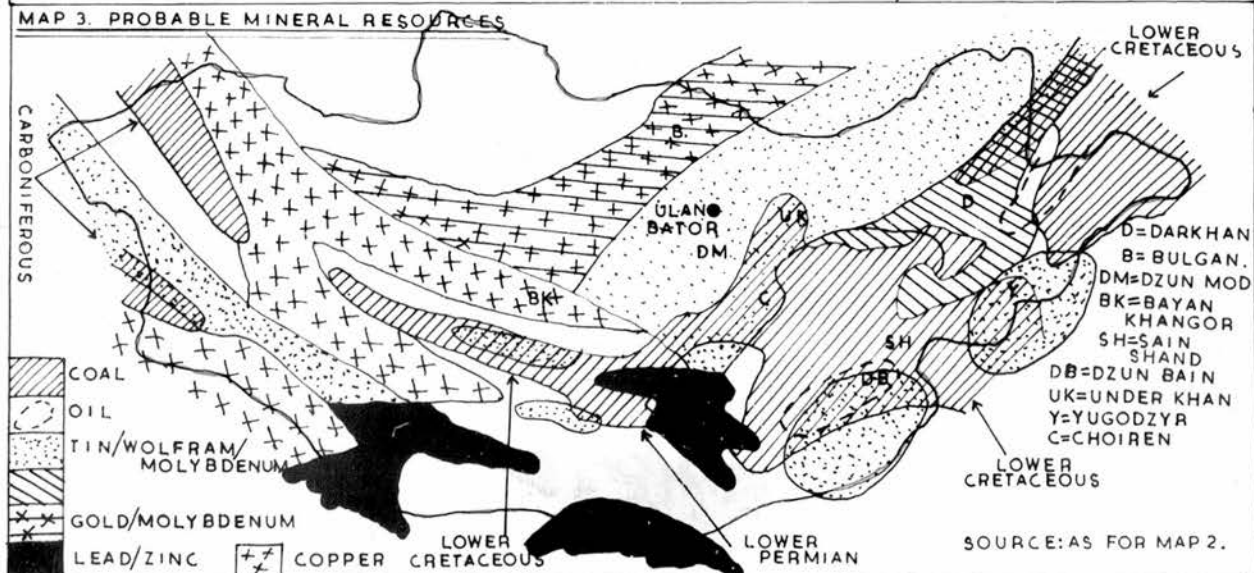 MAP 3. PROBABLE MINERAL RESOURCES
LOWER
CRETACEOUS
CARBONIFEROUS
B.
ULAN
BATOR
DM
UK
D
BK
C
Y
SH
DB
D=DARKHAN
B=BULGAN.
DM=DZUN MOD
BK=BAYAN
KHANGOR
SH=SAIN
SHAND
DB=DZUN BAIN
UK=UNDER KHAN
Y=YUGODZYR
C=CHOIREN
COAL
OIL
TIN/WOLFRAM/
MOLYBDENUM
GOLD/MOLYBDENUM
LEAD/ZINC
COPPER
LOWER
CRETACEOUS
LOWER
PERMIAN
LOWER
CRETACEOUS
SOURCE: AS FOR MAP 2.